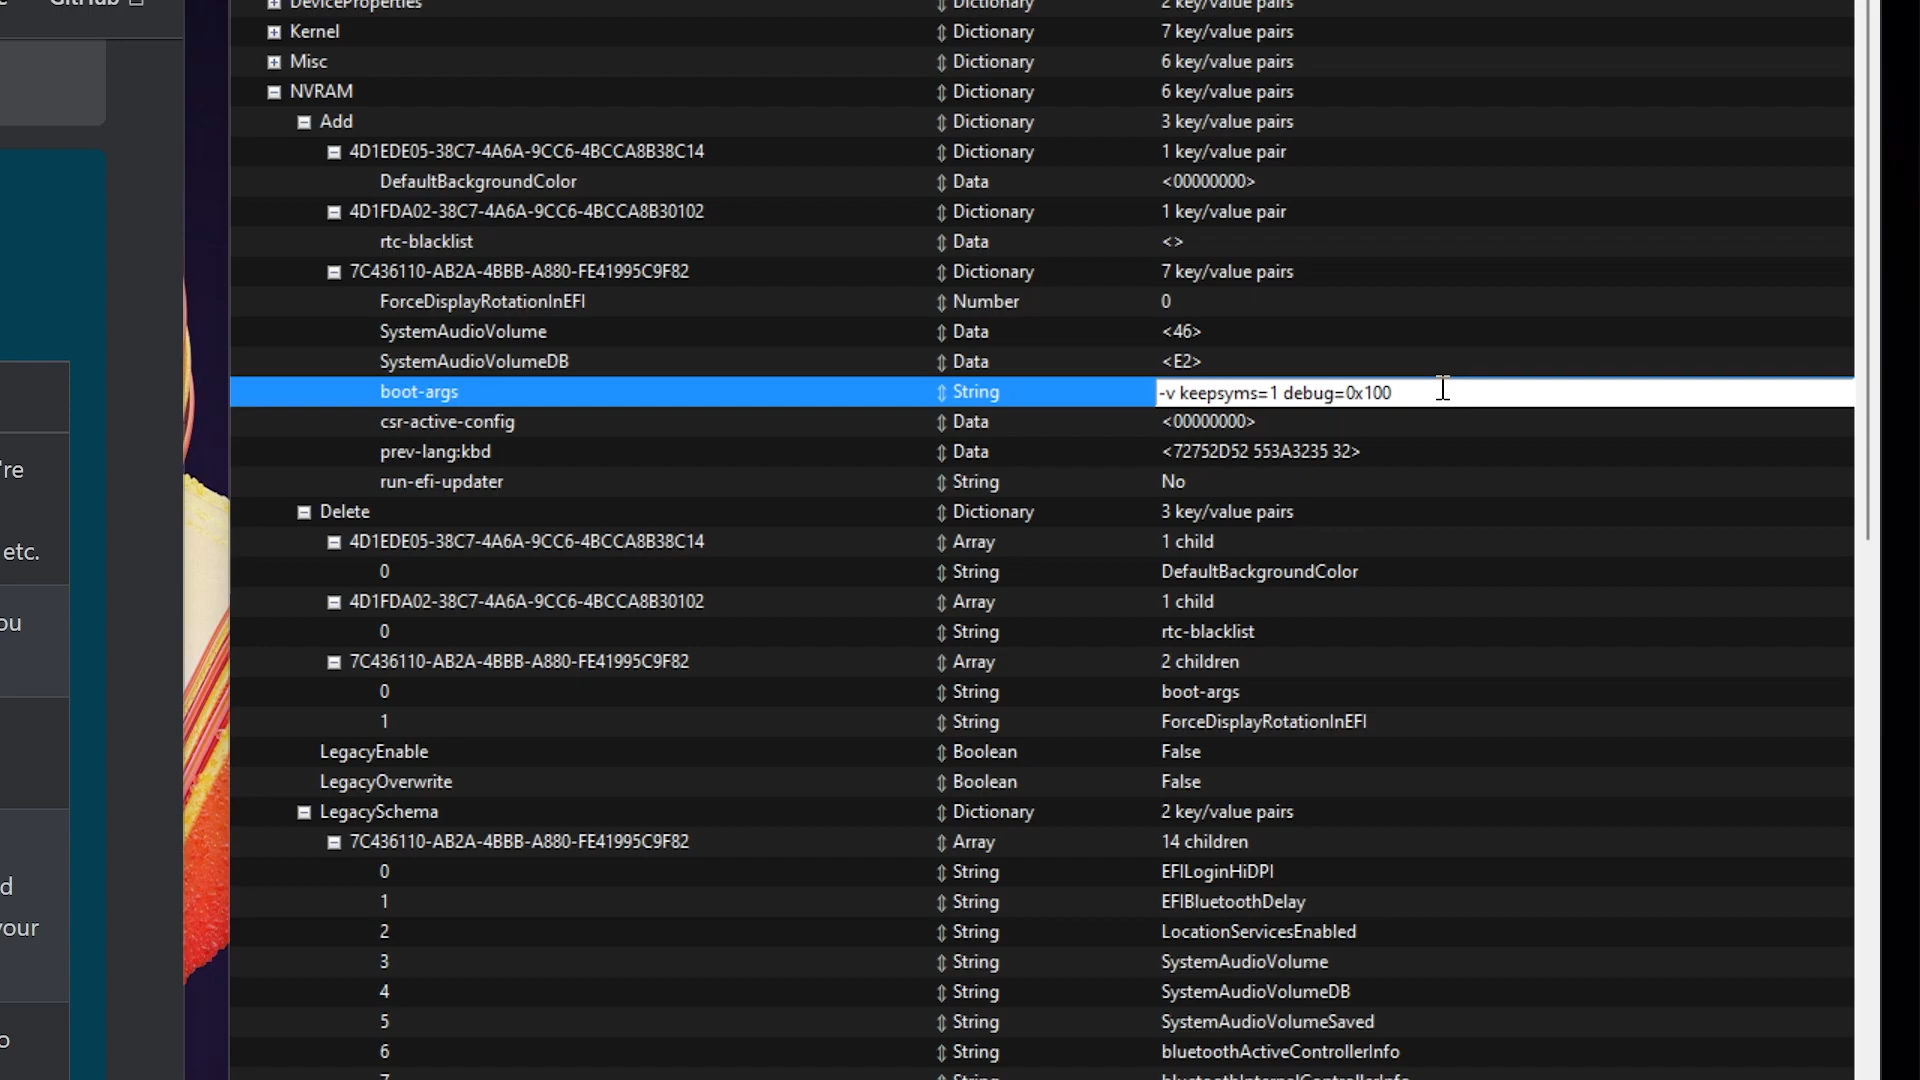 GitHub
DeviceProperties Dictionary 2 key/value pairs
Kernel Dictionary 7 key/value pairs
Misc Dictionary 6 key/value pairs
NVRAM Dictionary 6 key/value pairs
Add Dictionary 3 key/value pairs
4D1EDE05-38C7-4A6A-9CC6-4BCCA8B38C14 Dictionary 1 key/value pair
DefaultBackgroundColor Data <00000000>
4D1FDA02-38C7-4A6A-9CC6-4BCCA8B30102 Dictionary 1 key/value pair
rtc-blacklist Data <>
7C436110-AB2A-4BBB-A880-FE41995C9F82 Dictionary 7 key/value pairs
ForceDisplayRotationInEFI Number 0
SystemAudioVolume Data <46>
SystemAudioVolumeDB Data <E2>
boot-args String -v keepsyms=1 debug=0x100
csr-active-config Data <00000000>
prev-lang:kbd Data <72752D52 553A3235 32>
're
run-efi-updater String No
Delete Dictionary 3 key/value pairs
4D1EDE05-38C7-4A6A-9CC6-4BCCA8B38C14 Array 1 child
etc.
0 String DefaultBackgroundColor
4D1FDA02-38C7-4A6A-9CC6-4BCCA8B30102 Array 1 child
ou
0 String rtc-blacklist
7C436110-AB2A-4BBB-A880-FE41995C9F82 Array 2 children
0 String boot-args
1 String ForceDisplayRotationInEFI
LegacyEnable Boolean False
LegacyOverwrite Boolean False
LegacySchema Dictionary 2 key/value pairs
7C436110-AB2A-4BBB-A880-FE41995C9F82 Array 14 children
0 String EFILoginHiDPI
d
1 String EFIBluetoothDelay
your
2 String LocationServicesEnabled
3 String SystemAudioVolume
4 String SystemAudioVolumeDB
5 String SystemAudioVolumeSaved
o
6 String bluetoothActiveControllerInfo
7 String bluetoothInternalControllerInfo